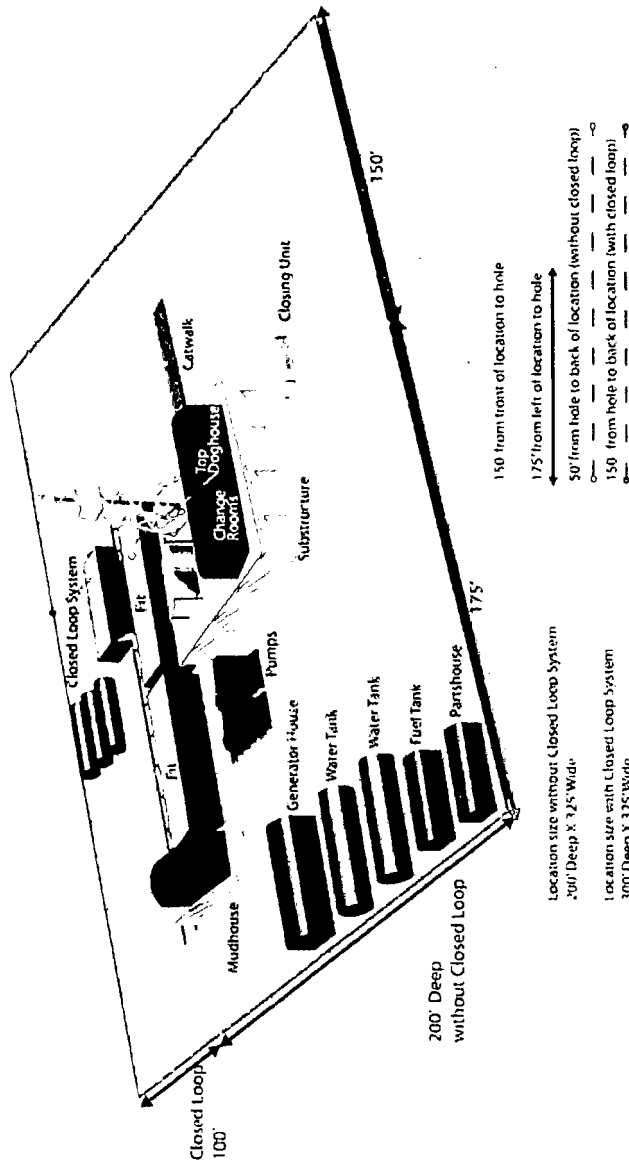 Closed Loop
100'
200' Deep
without Closed Loop
Closed Loop System
Pit
Pit
Mudhouse
Generator House
Water Tank
Water Tank
Fuel Tank
Partshouse
Pumps
Change
Rooms
Top
Doghouse
Catwalk
Closing Unit
Substructure
175'
150'
150 from front of location to hole
175' from left of location to hole
50' from hole to back of location (without closed loop)
150 from hole to back of location (with closed loop)
Location size without Closed Loop System
200' Deep X 325' Wide
Location size with Closed Loop System
300' Deep X 325' Wide